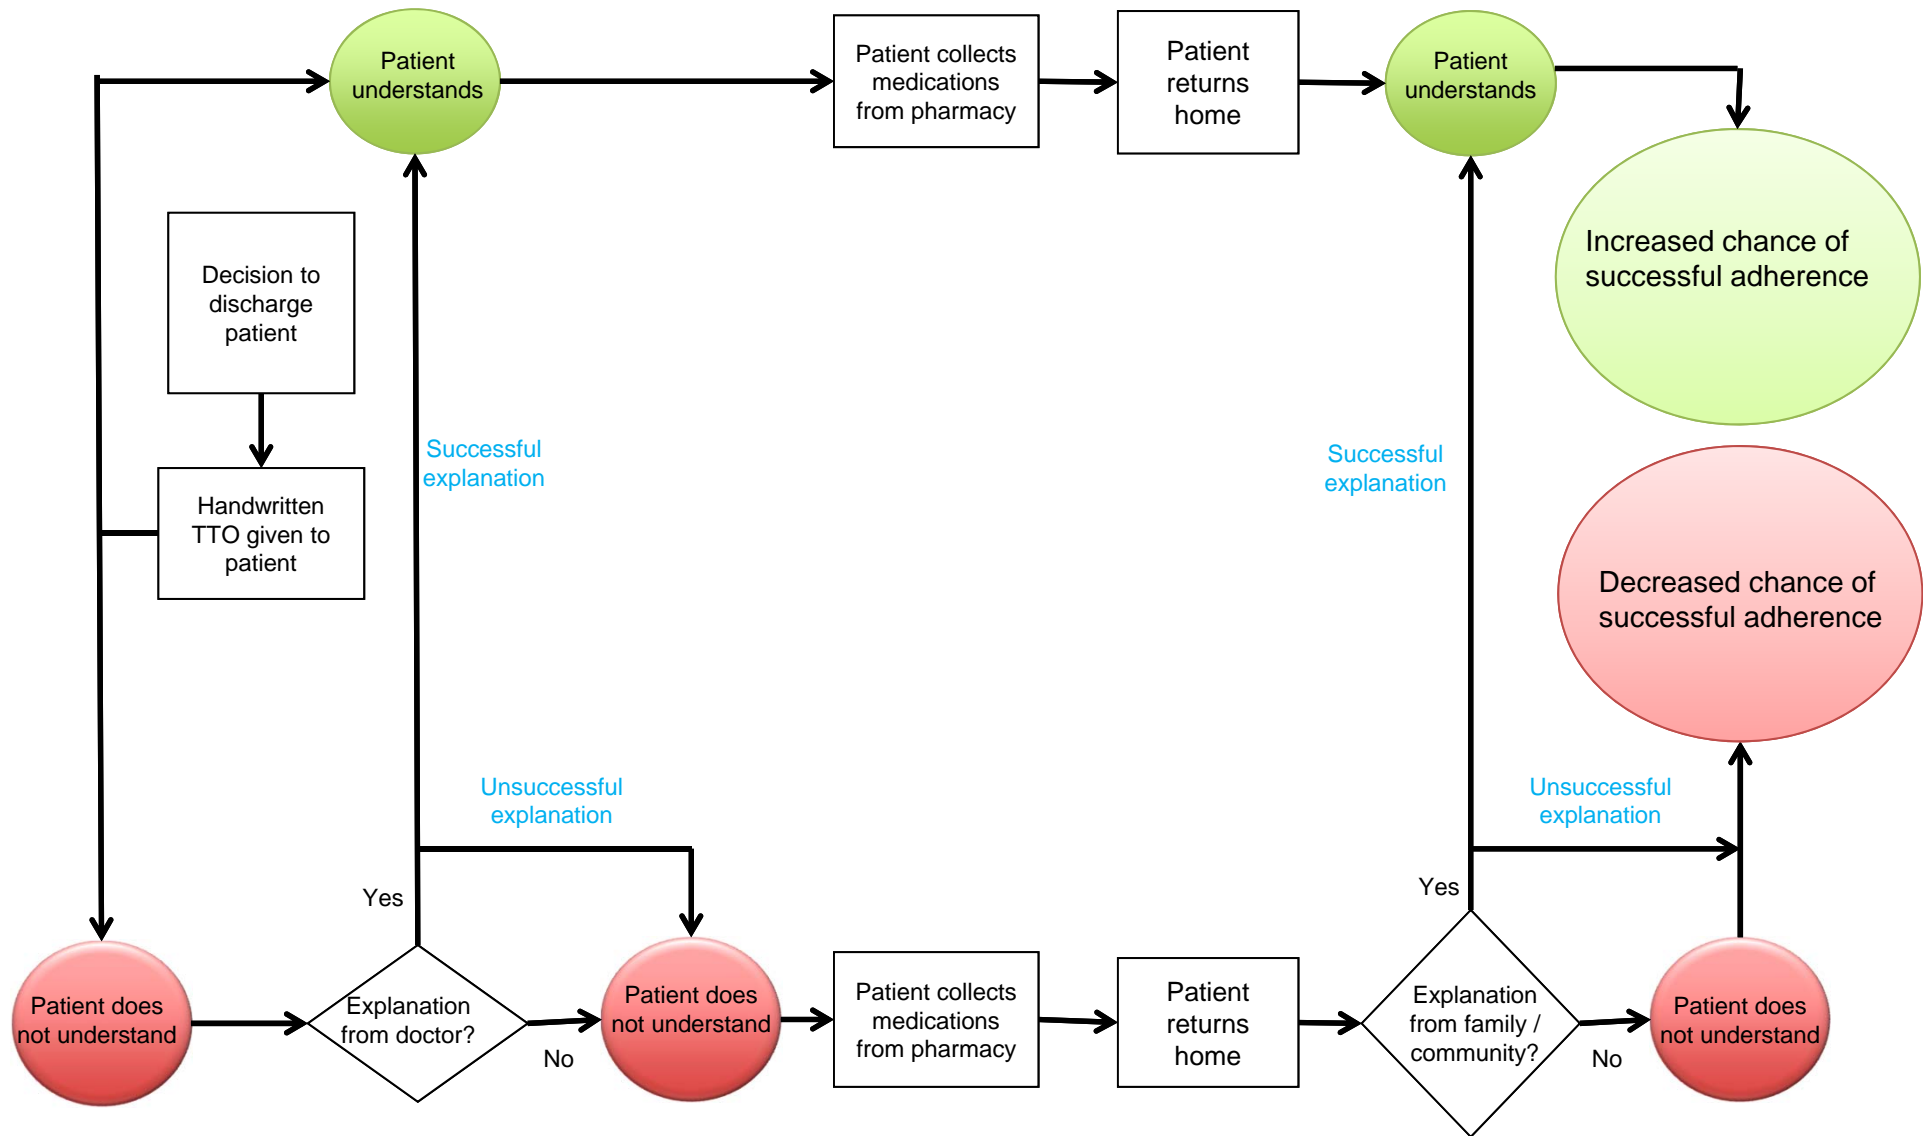 Patient
understands
Patient collects
medications
from pharmacy
Patient
returns
home
Patient
understands
Increased chance of
successful adherence
Decision to
discharge
patient
Handwritten
TTO given to
patient
Successful
explanation
Successful
explanation
Decreased chance of
successful adherence
Unsuccessful
explanation
Unsuccessful
explanation
Yes
Yes
Patient does
not understand
Explanation
from doctor?
No
Patient does
not understand
Patient collects
medications
from pharmacy
Patient
returns
home
Explanation
from family /
community?
No
Patient does
not understand